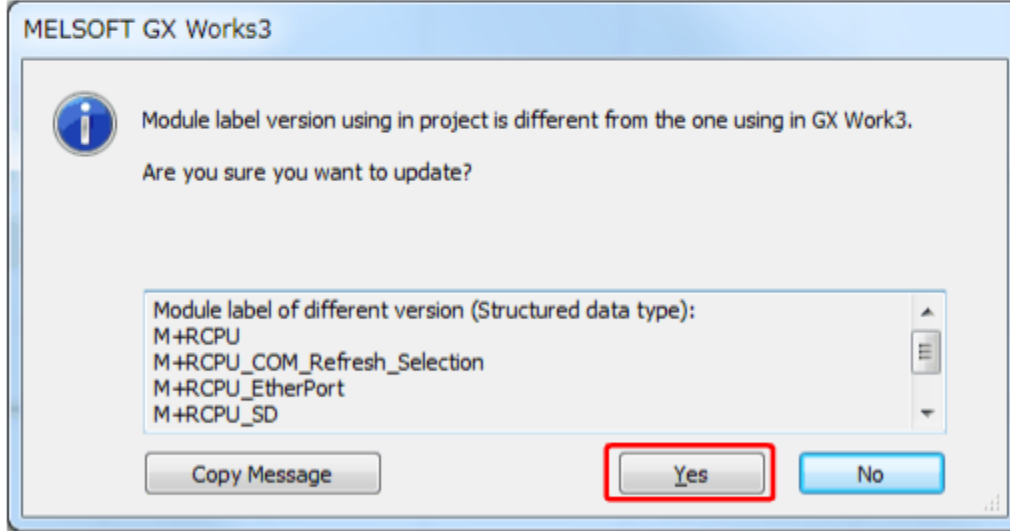 MELSOFT GX Works3
Module label version using in project is different from the one using in GX Work3.
Are you sure you want to update?
Module label of different version (Structured data type):
M+RCPU
M+RCPU_COM_Refresh_Selection
M+RCPU_EtherPort
M+RCPU_SD
Copy Message
Yes
No